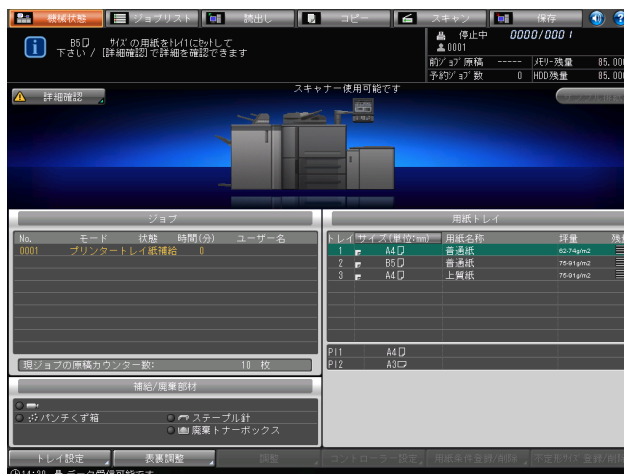 機械状態 ジョブリスト 読出し コピー スキャン 保存
B5 サイズの用紙をトレイ1にセットして
下さい / [詳細確認]で詳細を確認できます
停止中 0000/0001
0001
前ジョブ原稿 ----- メモリー残量 85.00
予約ジョブ数 0 HDD残量 85.00
スキャナー使用可能です
詳細確認
ジョブ
No. モード 状態 時間(分) ユーザー名
0001 プリンタートレイ紙補給 0
現ジョブの原稿カウンター数: 10 枚
補給/廃棄部材
パンチくず箱 ステープル針
廃棄トナーボックス
用紙トレイ
トレイ サイズ(単位:mm) 用紙名称 坪量
1 A4 普通紙 62-74g/m2
2 B5 普通紙 75-91g/m2
3 A4 上質紙 75-91g/m2
PI1 A4
PI2 A3
トレイ設定 表裏調整 調整 コントローラー設定 用紙条件登録/削除
14:20 データ受信可能です